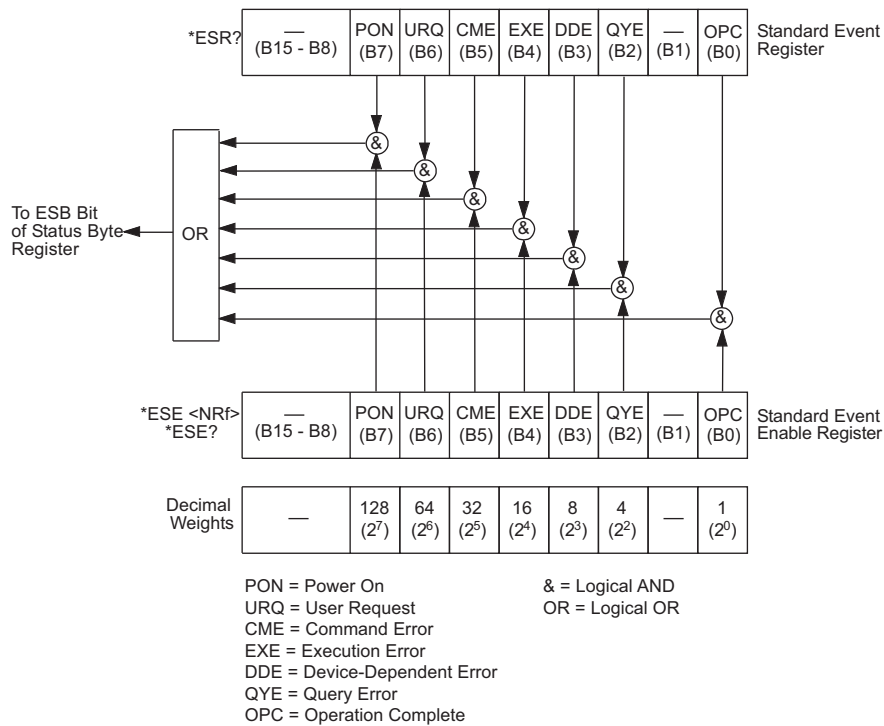 *ESR?
—
(B15 - B8)
PON
(B7)
URQ
(B6)
CME
(B5)
EXE
(B4)
DDE
(B3)
QYE
(B2)
—
(B1)
OPC
(B0)
Standard Event
Register
&
&
&
&
&
&
&
To ESB Bit
of Status Byte
Register
OR
*ESE <NRf>
*ESE?
—
(B15 - B8)
PON
(B7)
URQ
(B6)
CME
(B5)
EXE
(B4)
DDE
(B3)
QYE
(B2)
—
(B1)
OPC
(B0)
Standard Event
Enable Register
Decimal
Weights
—
128
(2⁷)
64
(2⁶)
32
(2⁵)
16
(2⁴)
8
(2³)
4
(2²)
—
1
(2⁰)
PON = Power On
URQ = User Request
CME = Command Error
EXE = Execution Error
DDE = Device-Dependent Error
QYE = Query Error
OPC = Operation Complete
& = Logical AND
OR = Logical OR